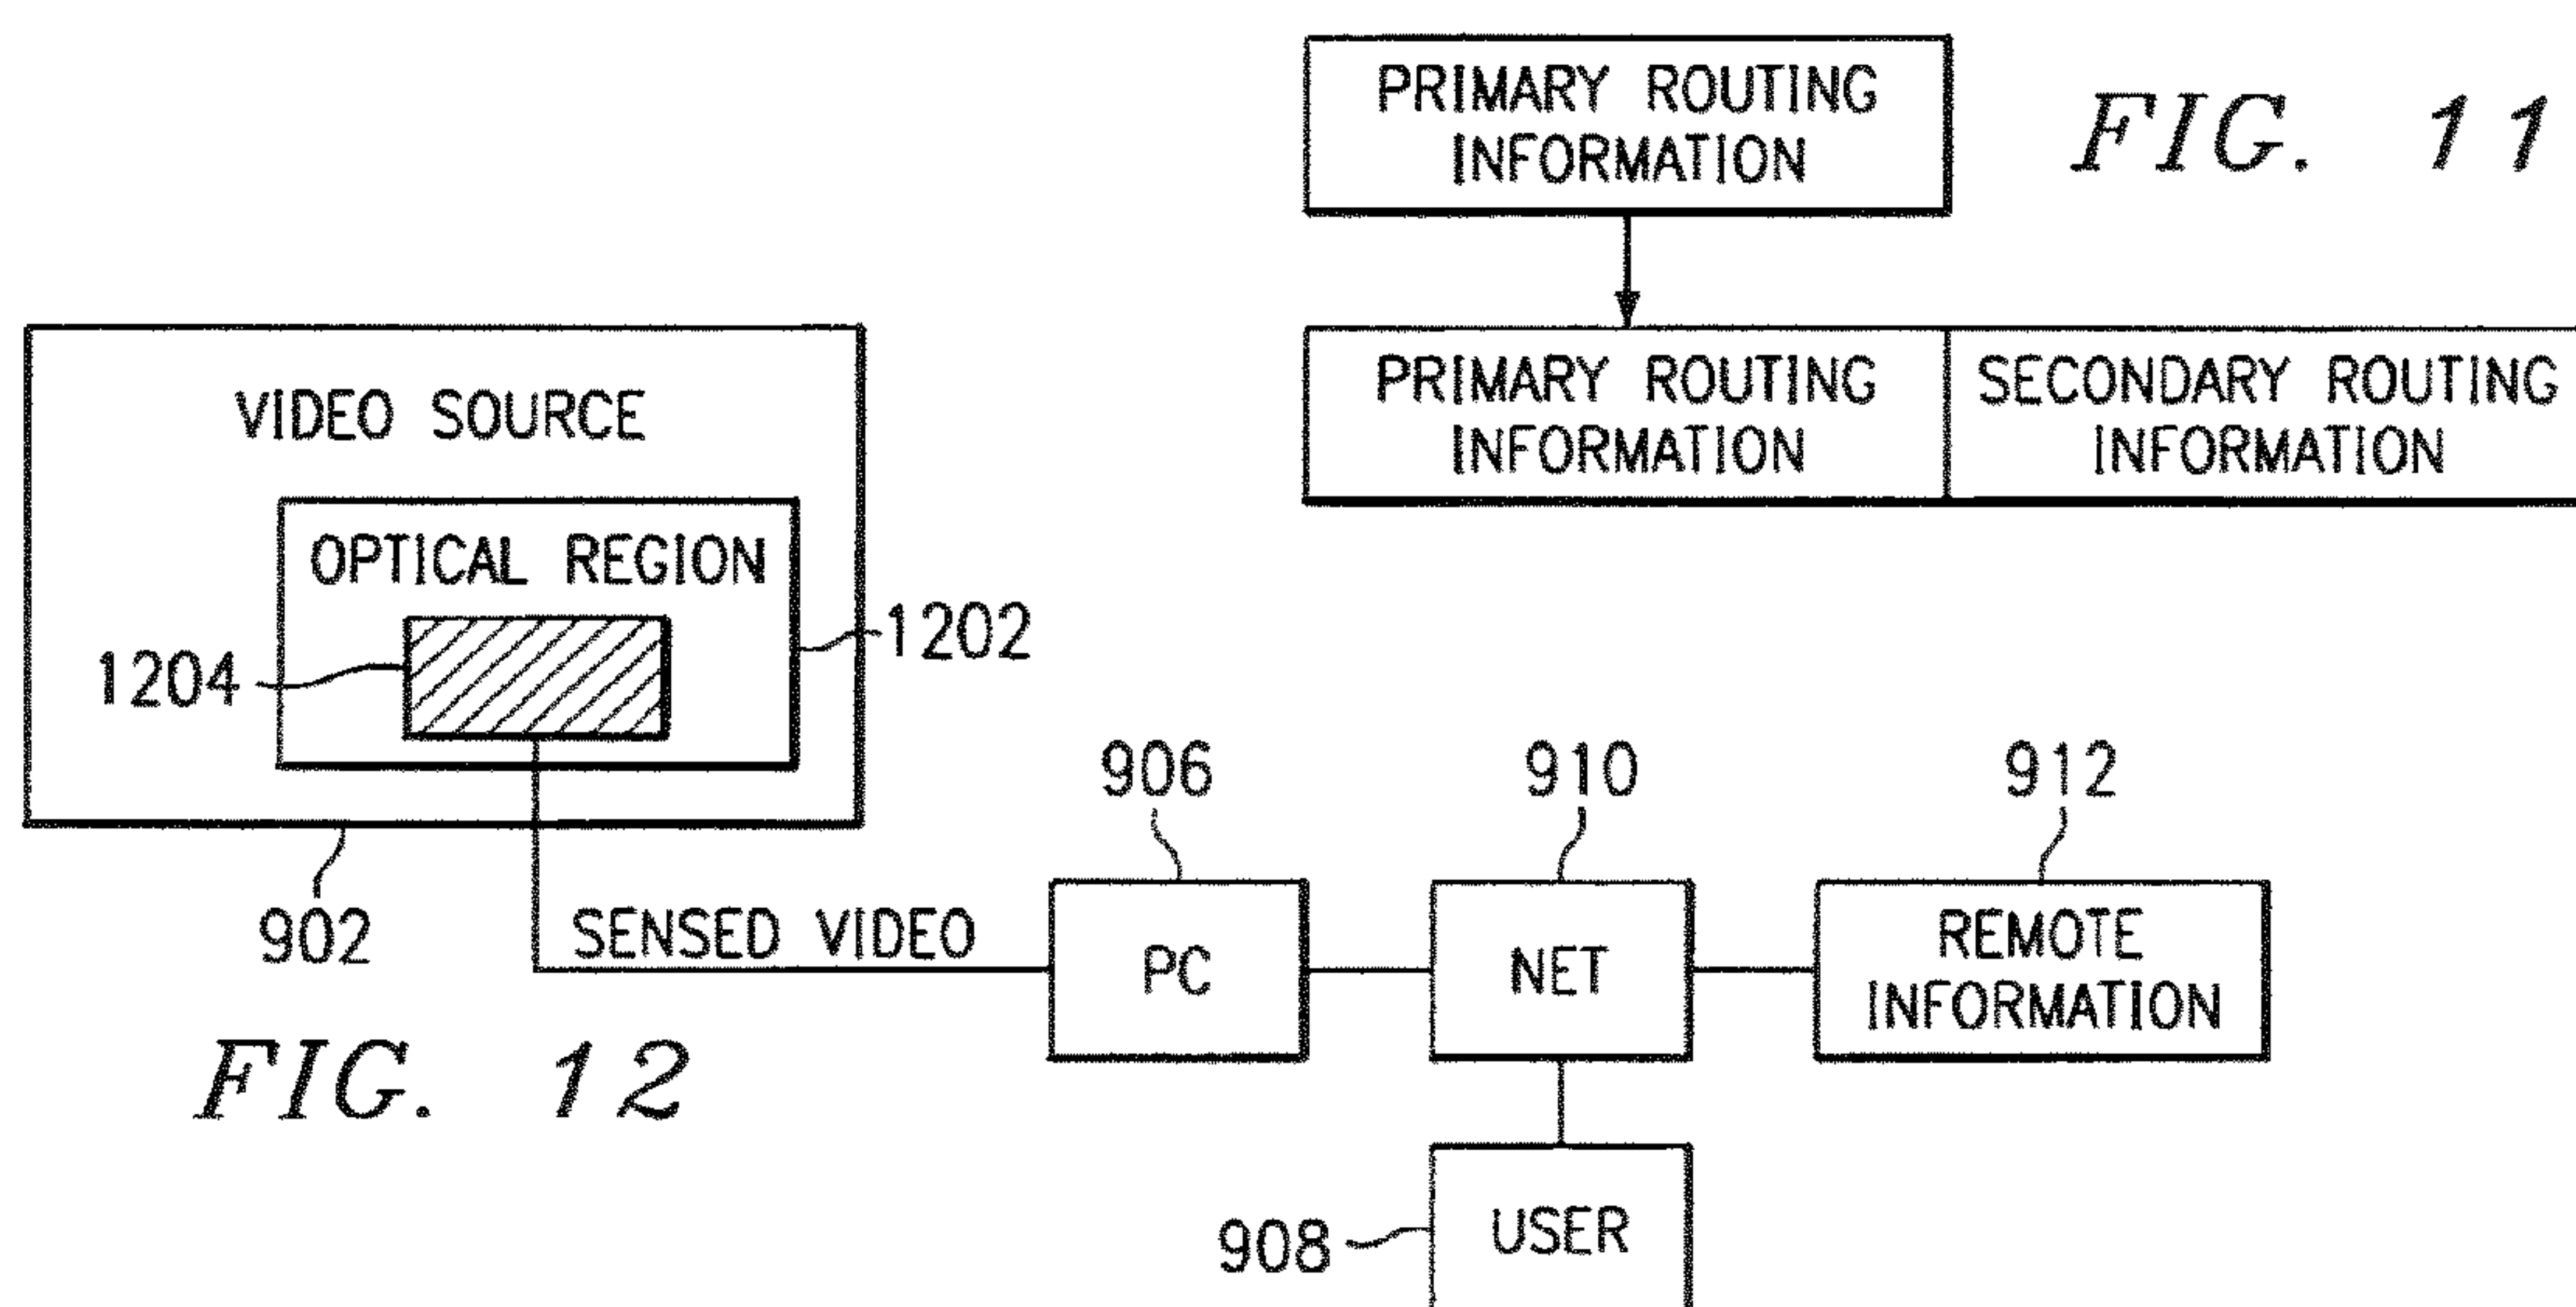 PRIMARY ROUTING
INFORMATION
FIG. 11
PRIMARY ROUTING
INFORMATION
SECONDARY ROUTING
INFORMATION
VIDEO SOURCE
OPTICAL REGION
1202
1204
902
SENSED VIDEO
906
PC
910
NET
912
REMOTE
INFORMATION
908
USER
FIG. 12